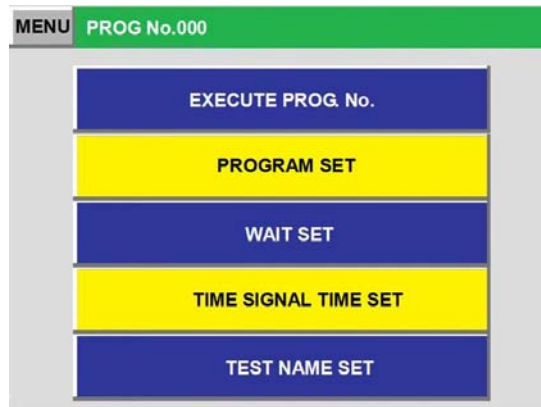 MENU PROG No.000
EXECUTE PROG. No.
PROGRAM SET
WAIT SET
TIME SIGNAL TIME SET
TEST NAME SET